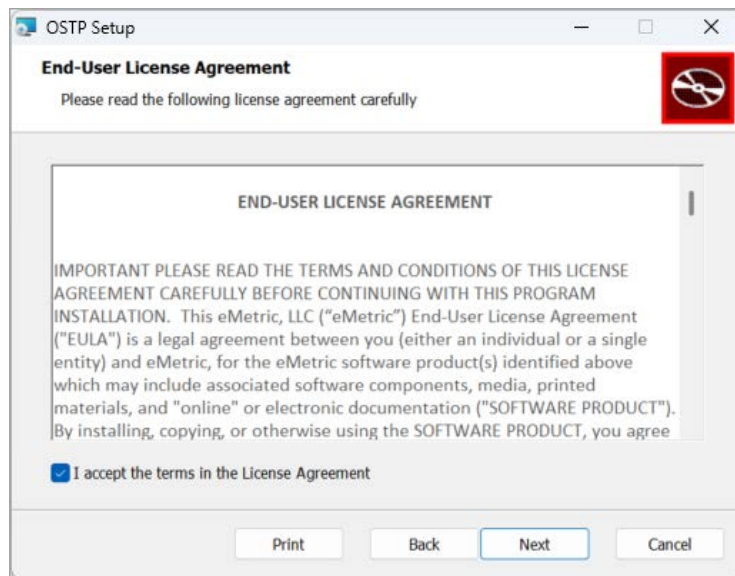 OSTP Setup
End-User License Agreement
Please read the following license agreement carefully
END-USER LICENSE AGREEMENT
IMPORTANT PLEASE READ THE TERMS AND CONDITIONS OF THIS LICENSE
AGREEMENT CAREFULLY BEFORE CONTINUING WITH THIS PROGRAM
INSTALLATION.  This eMetric, LLC (“eMetric”) End-User License Agreement
("EULA") is a legal agreement between you (either an individual or a single
entity) and eMetric, for the eMetric software product(s) identified above
which may include associated software components, media, printed
materials, and "online" or electronic documentation ("SOFTWARE PRODUCT").
By installing, copying, or otherwise using the SOFTWARE PRODUCT, you agree
I accept the terms in the License Agreement
Print Back Next Cancel